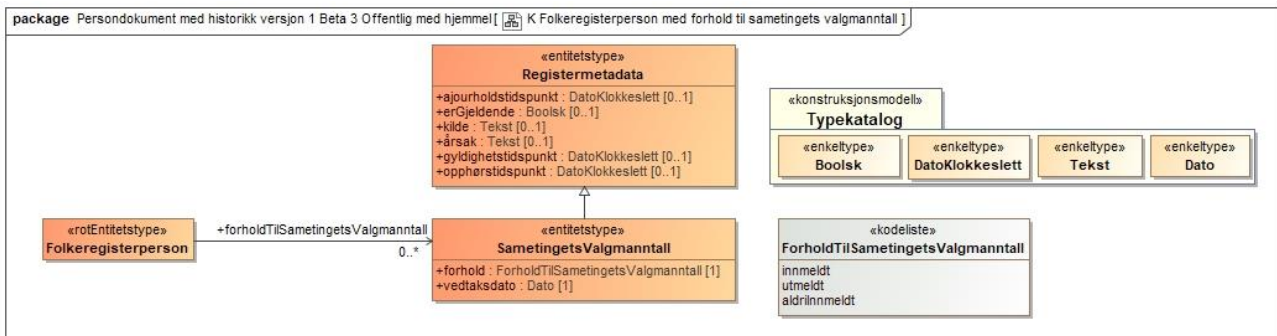 package Persondokument med historikk versjon 1 Beta 3 Offentlig med hjemmel[ K Folkeregisterperson med forhold til sametingets valgmanntall ]
«entitetstype»
Registermetadata
+ajourholdstidspunkt : DatoKlokkeslett [0..1]
+erGjeldende : Boolsk [0..1]
+kilde : Tekst [0..1]
+årsak : Tekst [0..1]
+gyldighetstidspunkt : DatoKlokkeslett [0..1]
+opphørstidspunkt : DatoKlokkeslett [0..1]
«konstruksjonsmodell»
Typekatalog
«enkeltype»
Boolsk
«enkeltype»
DatoKlokkeslett
«enkeltype»
Tekst
«enkeltype»
Dato
«rotEntitetstype»
Folkeregisterperson
+forholdTilSametingetsValgmanntall
0..*
«entitetstype»
SametingetsValgmanntall
+forhold : ForholdTilSametingetsValgmanntall [1]
+vedtaksdato : Dato [1]
«kodeliste»
ForholdTilSametingetsValgmanntall
innmeldt
utmeldt
aldriInnmeldt